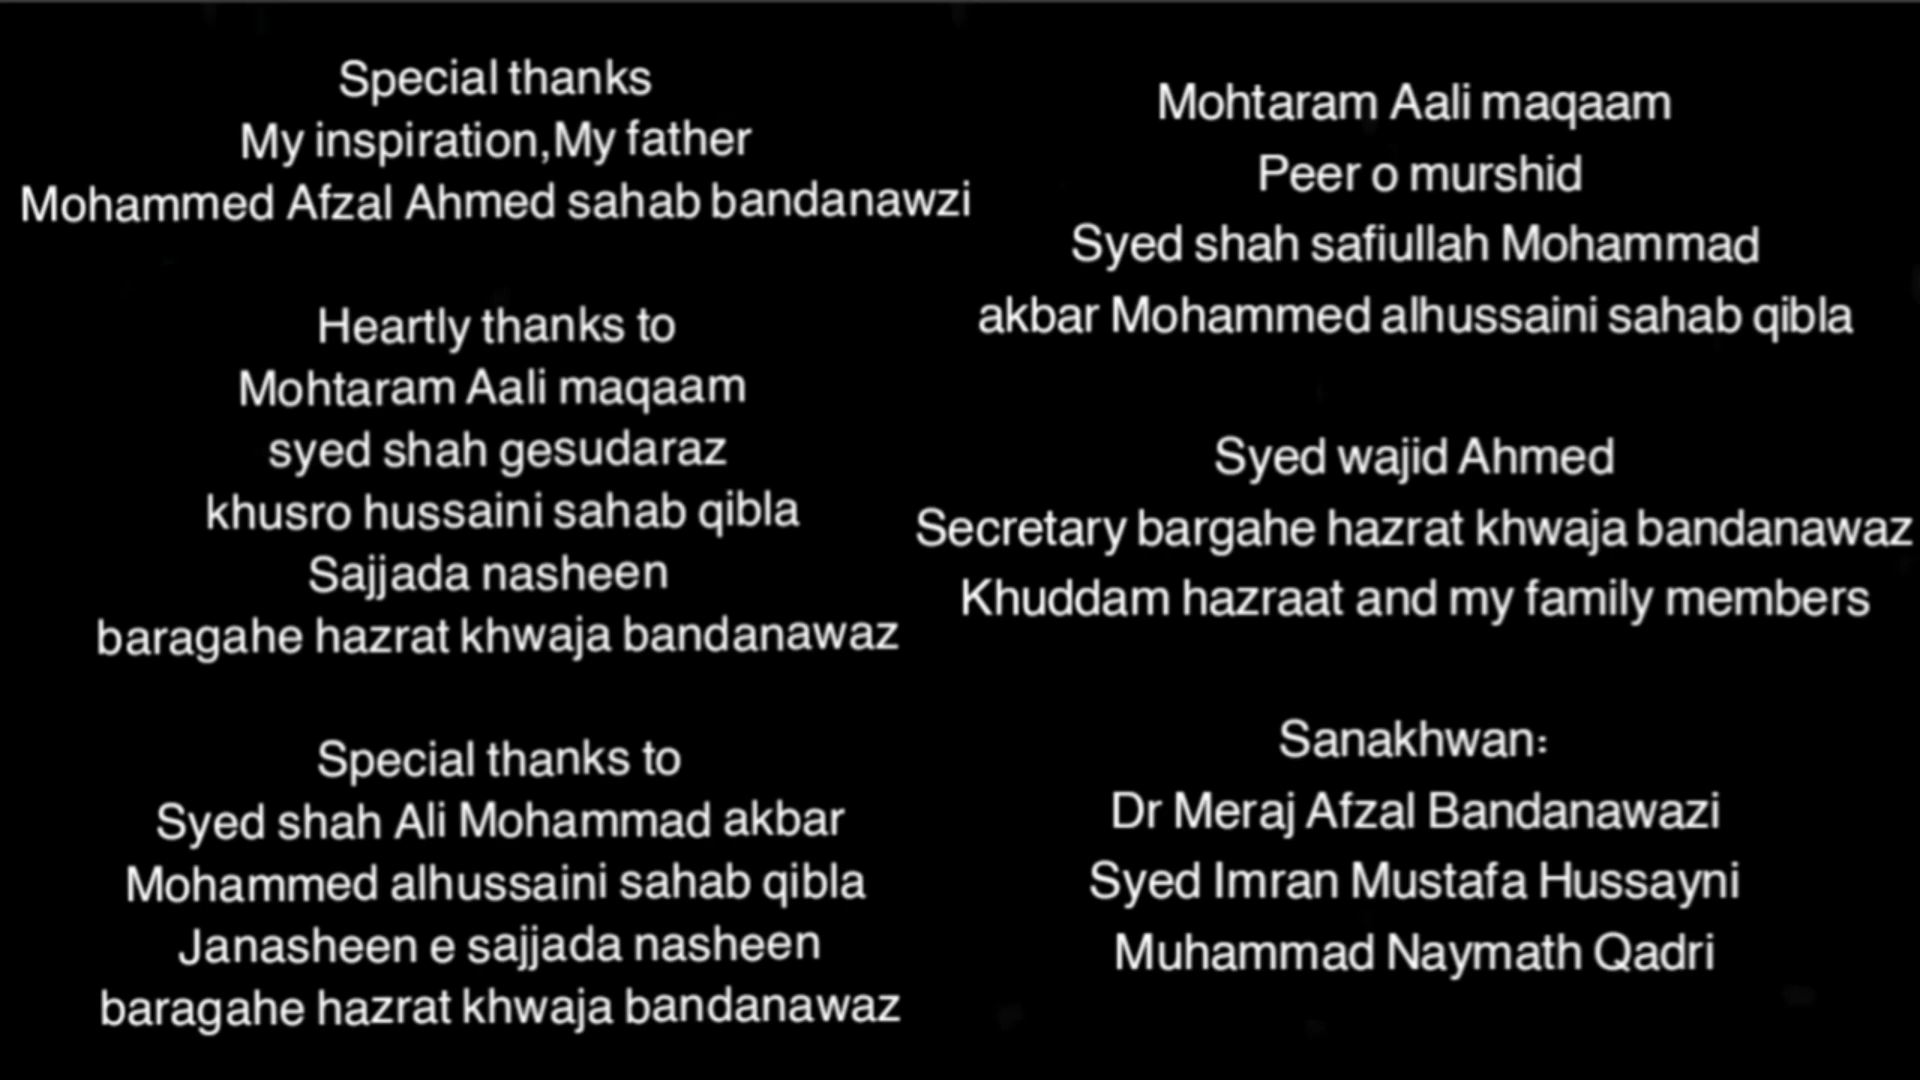 Special thanks
My inspiration,My father
Mohammed Afzal Ahmed sahab bandanawzi
Heartly thanks to
Mohtaram Aali maqaam
syed shah gesudaraz
khusro hussaini sahab qibla
Sajjada nasheen
baragahe hazrat khwaja bandanawaz
Special thanks to
Syed shah Ali Mohammad akbar
Mohammed alhussaini sahab qibla
Janasheen e sajjada nasheen
baragahe hazrat khwaja bandanawaz
Mohtaram Aali maqaam
Peer o murshid
Syed shah safiullah Mohammad
akbar Mohammed alhussaini sahab qibla
Syed wajid Ahmed
Secretary bargahe hazrat khwaja bandanawaz
Khuddam hazraat and my family members
Sanakhwan:
Dr Meraj Afzal Bandanawazi
Syed Imran Mustafa Hussayni
Muhammad Naymath Qadri